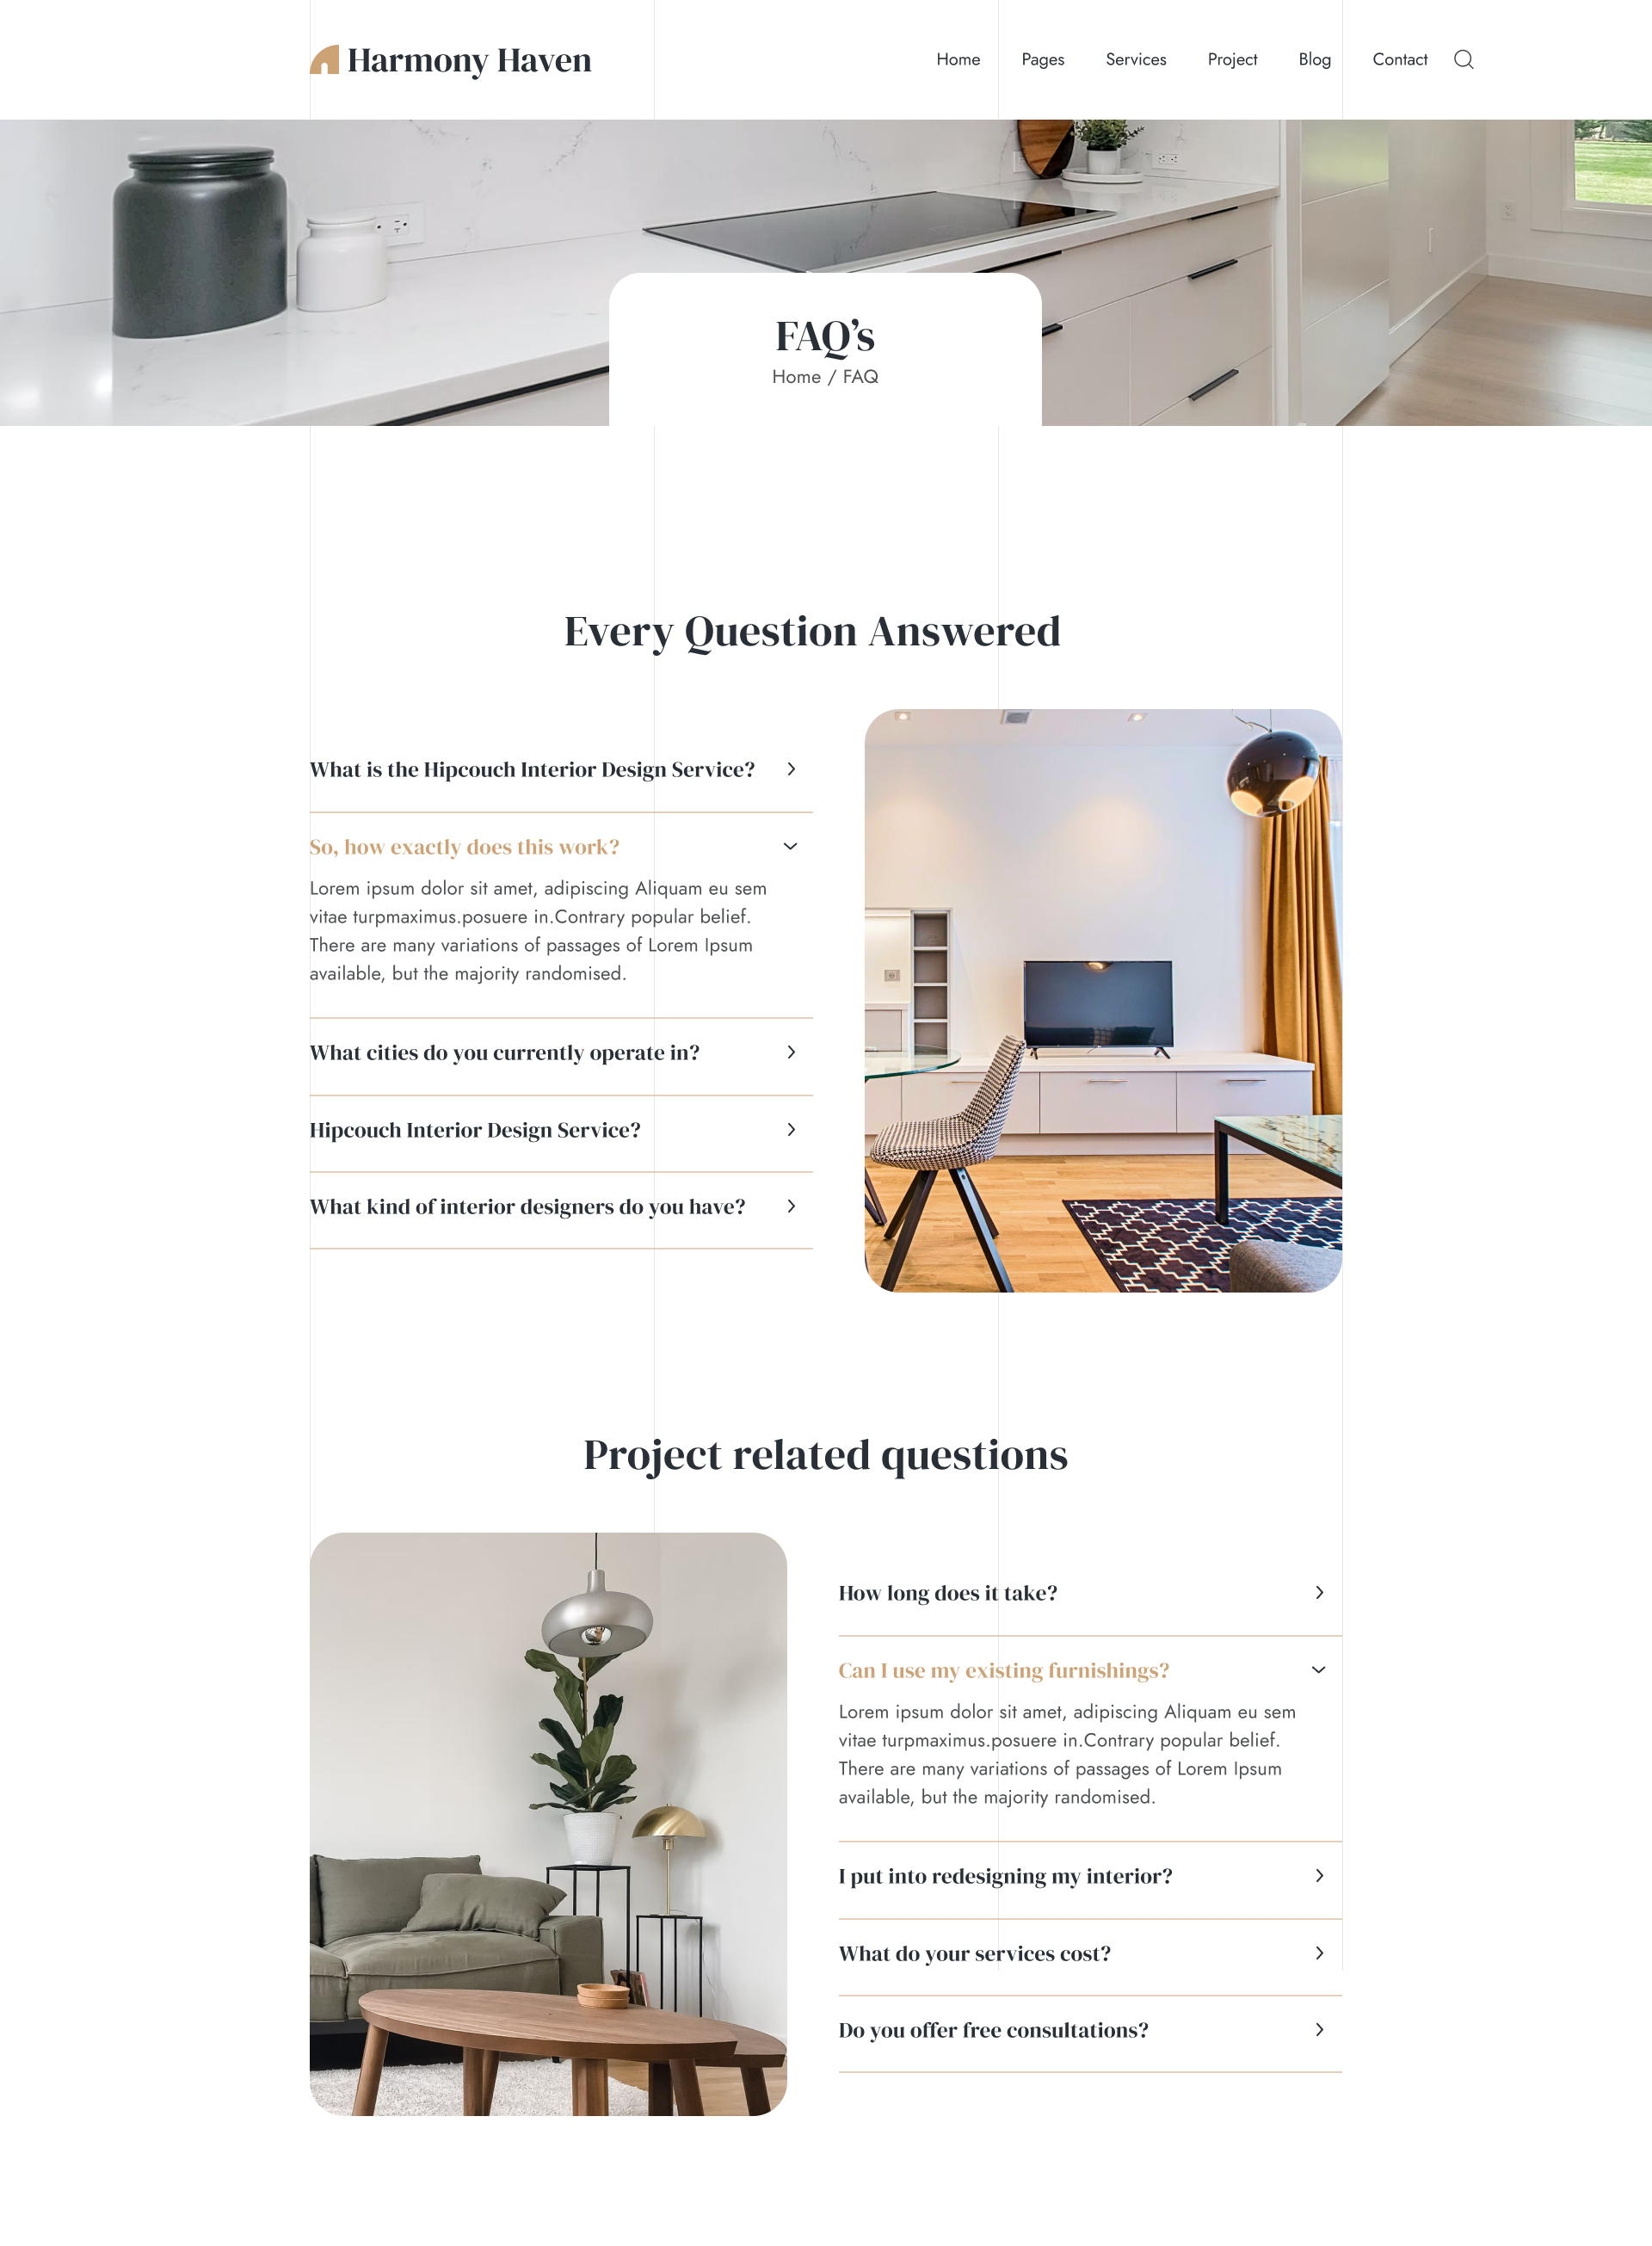 Harmony Haven
Home Pages Services Project Blog Contact
FAQ’s
Home / FAQ
Every Question Answered
What is the Hipcouch Interior Design Service?
So, how exactly does this work?
Lorem ipsum dolor sit amet, adipiscing Aliquam eu sem
vitae turpmaximus.posuere in.Contrary popular belief.
There are many variations of passages of Lorem Ipsum
available, but the majority randomised.
What cities do you currently operate in?
Hipcouch Interior Design Service?
What kind of interior designers do you have?
Project related questions
How long does it take?
Can I use my existing furnishings?
Lorem ipsum dolor sit amet, adipiscing Aliquam eu sem
vitae turpmaximus.posuere in.Contrary popular belief.
There are many variations of passages of Lorem Ipsum
available, but the majority randomised.
I put into redesigning my interior?
What do your services cost?
Do you offer free consultations?